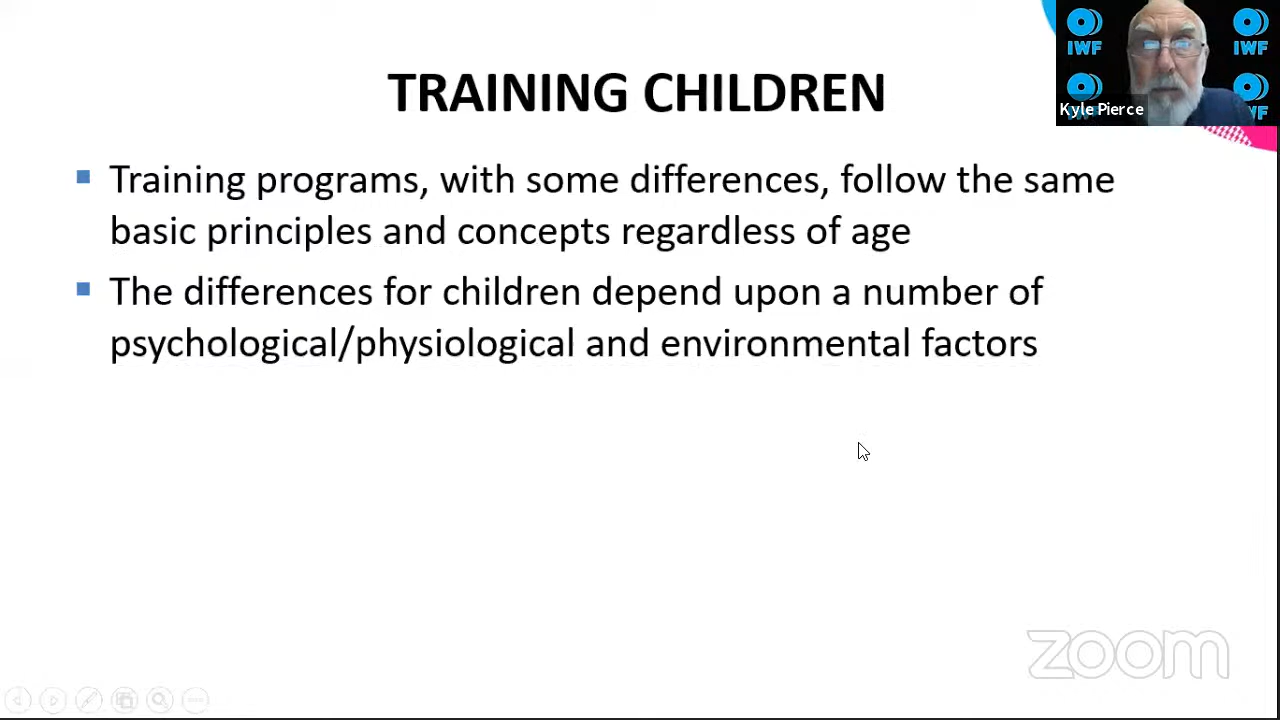 TRAINING CHILDREN
IWF
IWF
Kyle Pierce
Training programs, with some differences, follow the same
basic principles and concepts regardless of age
The differences for children depend upon a number of
psychological/physiological and environmental factors
zoom